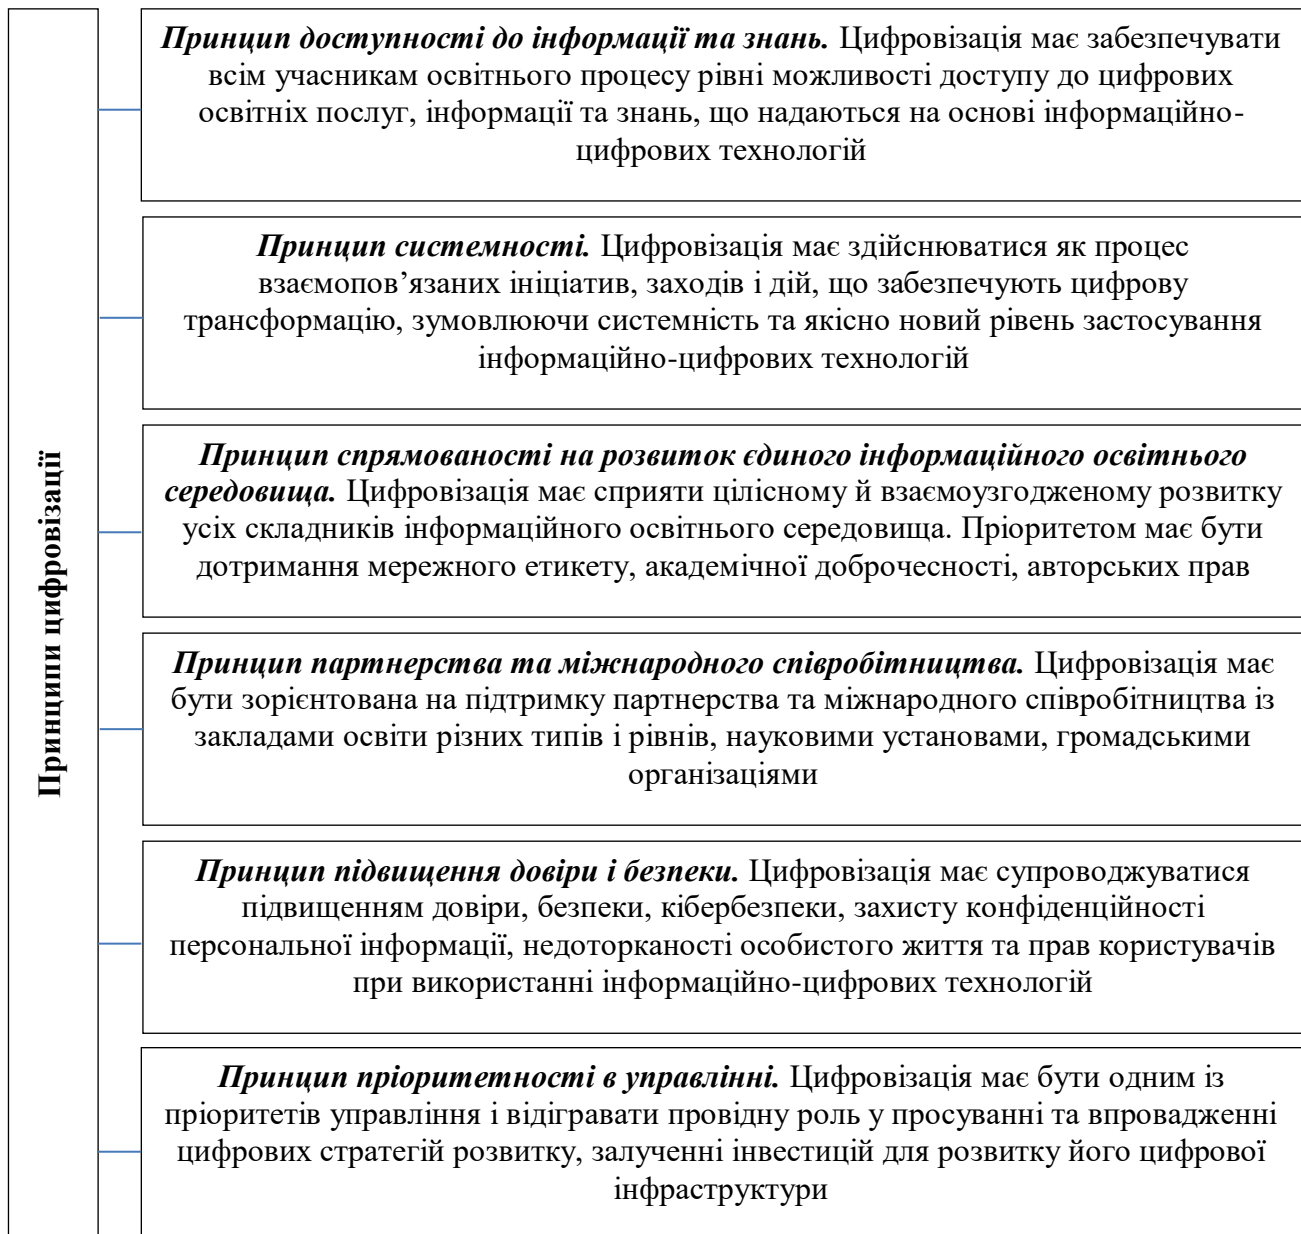 Принципи цифровізації
Принцип доступності до інформації та знань. Цифровізація має забезпечувати
всім учасникам освітнього процесу рівні можливості доступу до цифрових
освітніх послуг, інформації та знань, що надаються на основі інформаційно-
цифрових технологій
Принцип системності. Цифровізація має здійснюватися як процес
взаємопов’язаних ініціатив, заходів і дій, що забезпечують цифрову
трансформацію, зумовлюючи системність та якісно новий рівень застосування
інформаційно-цифрових технологій
Принцип спрямованості на розвиток єдиного інформаційного освітнього
середовища. Цифровізація має сприяти цілісному й взаємоузгодженому розвитку
усіх складників інформаційного освітнього середовища. Пріоритетом має бути
дотримання мережного етикету, академічної доброчесності, авторських прав
Принцип партнерства та міжнародного співробітництва. Цифровізація має
бути зорієнтована на підтримку партнерства та міжнародного співробітництва із
закладами освіти різних типів і рівнів, науковими установами, громадськими
організаціями
Принцип підвищення довіри і безпеки. Цифровізація має супроводжуватися
підвищенням довіри, безпеки, кібербезпеки, захисту конфіденційності
персональної інформації, недоторканості особистого життя та прав користувачів
при використанні інформаційно-цифрових технологій
Принцип пріоритетності в управлінні. Цифровізація має бути одним із
пріоритетів управління і відігравати провідну роль у просуванні та впровадженні
цифрових стратегій розвитку, залученні інвестицій для розвитку його цифрової
інфраструктури